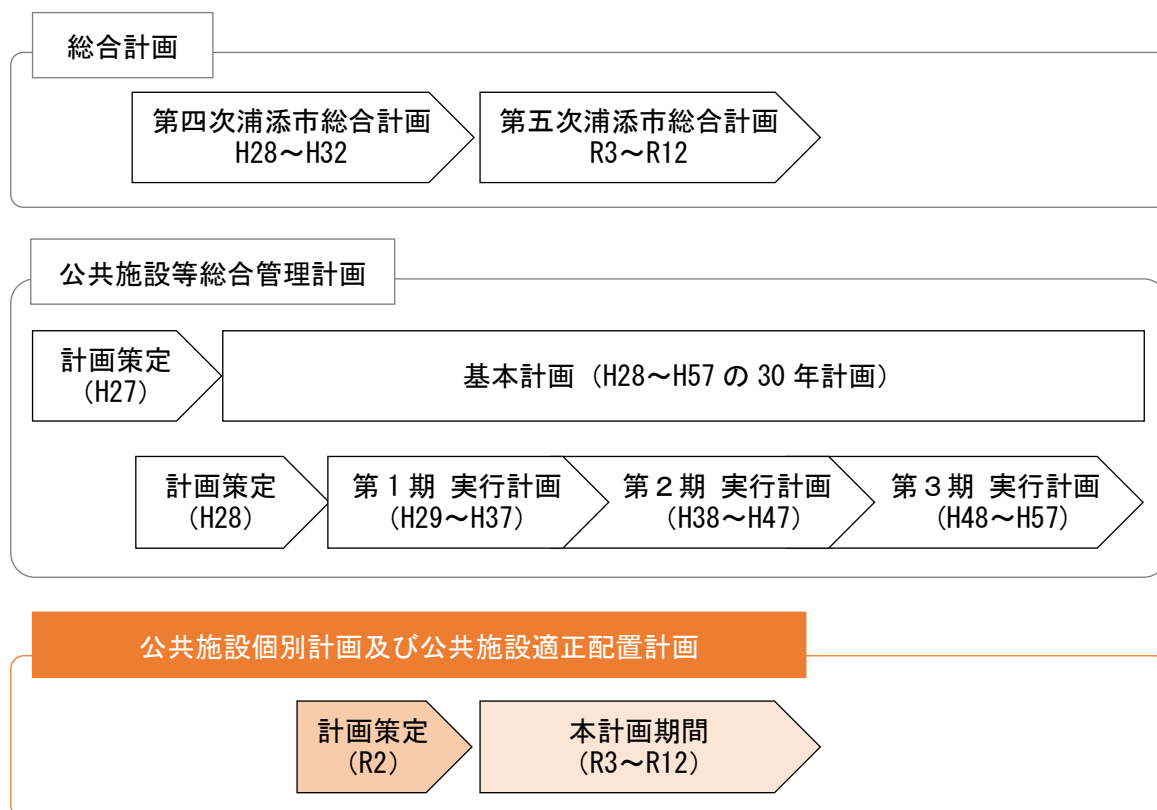 総合計画
第四次浦添市総合計画
H28～H32
第五次浦添市総合計画
R3～R12
公共施設等総合管理計画
計画策定
(H27)
基本計画（H28～H57 の 30 年計画）
計画策定
(H28)
第１期 実行計画
(H29～H37)
第２期 実行計画
(H38～H47)
第３期 実行計画
(H48～H57)
公共施設個別計画及び公共施設適正配置計画
計画策定
(R2)
本計画期間
(R3～R12)